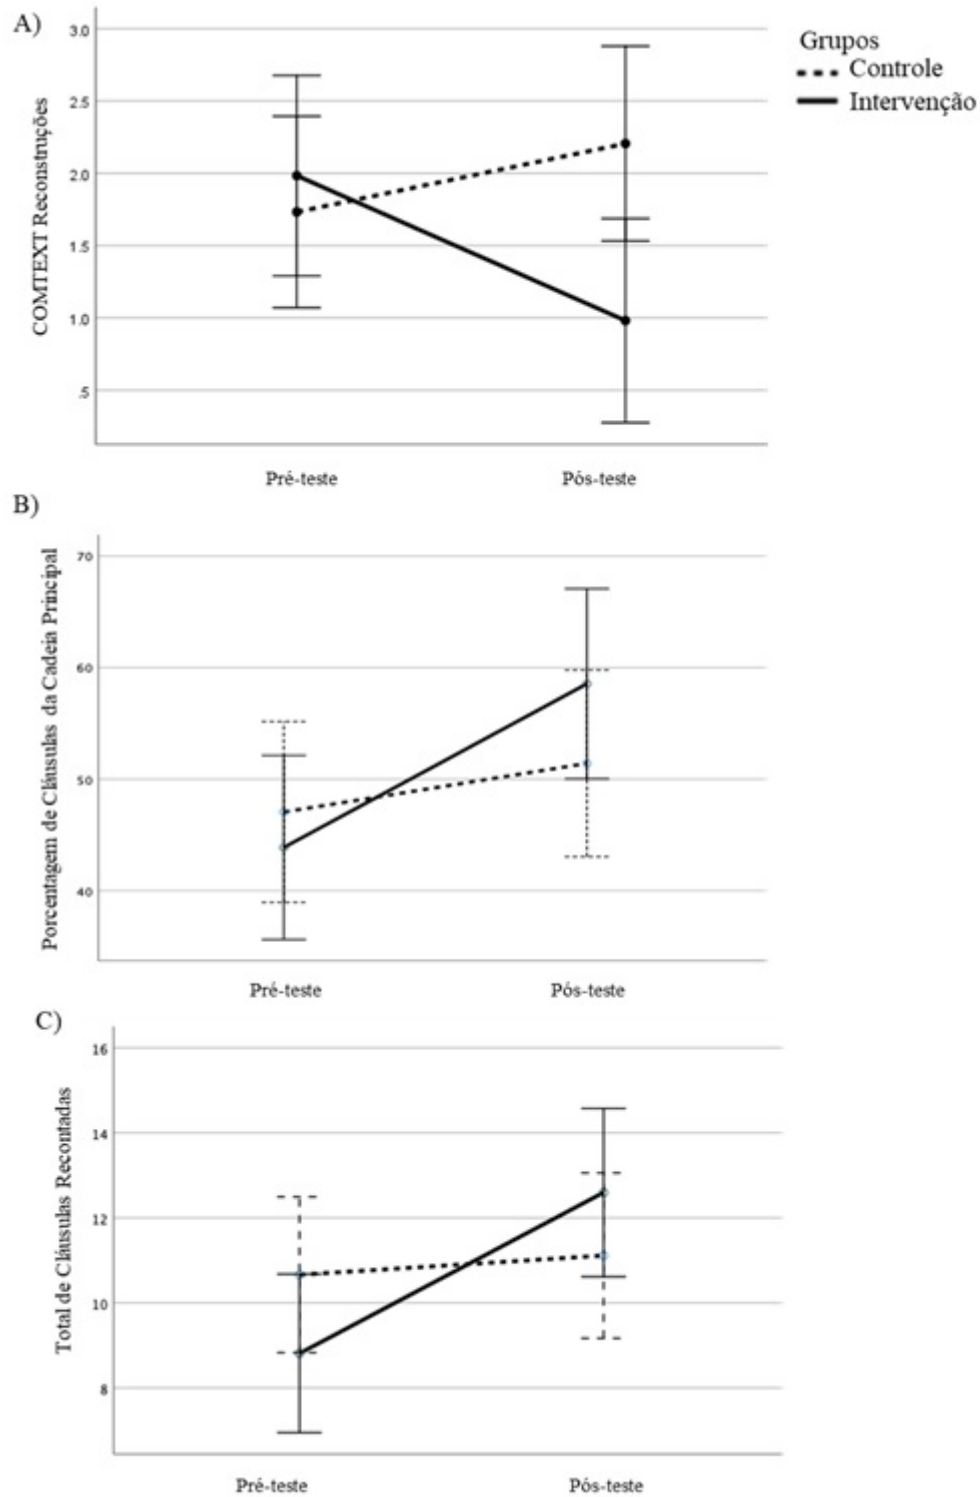 A)
Grupos
Controle
Intervenção
COMTEXT Reconstruções
3.0
2.5
2.0
1.5
1.0
.5
Pré-teste
Pós-teste
B)
Porcentagem de Cláusulas da Cadeia Principal
70
60
50
40
Pré-teste
Pós-teste
C)
Total de Cláusulas Recontadas
16
14
12
10
8
Pré-teste
Pós-teste